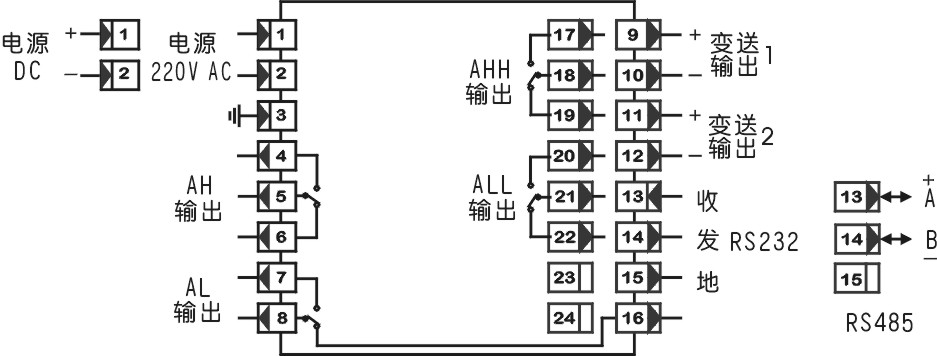 电源
DC
+
−
1
2
电源
220V AC
1
2
3
4
5
6
7
8
AH
输出
AL
输出
AHH
输出
ALL
输出
17
18
19
20
21
22
23
24
9
10
11
12
13
14
15
16
+
−
变送
输出1
+
−
变送
输出2
收
发 RS232
地
13
14
15
+
A
B
−
RS485